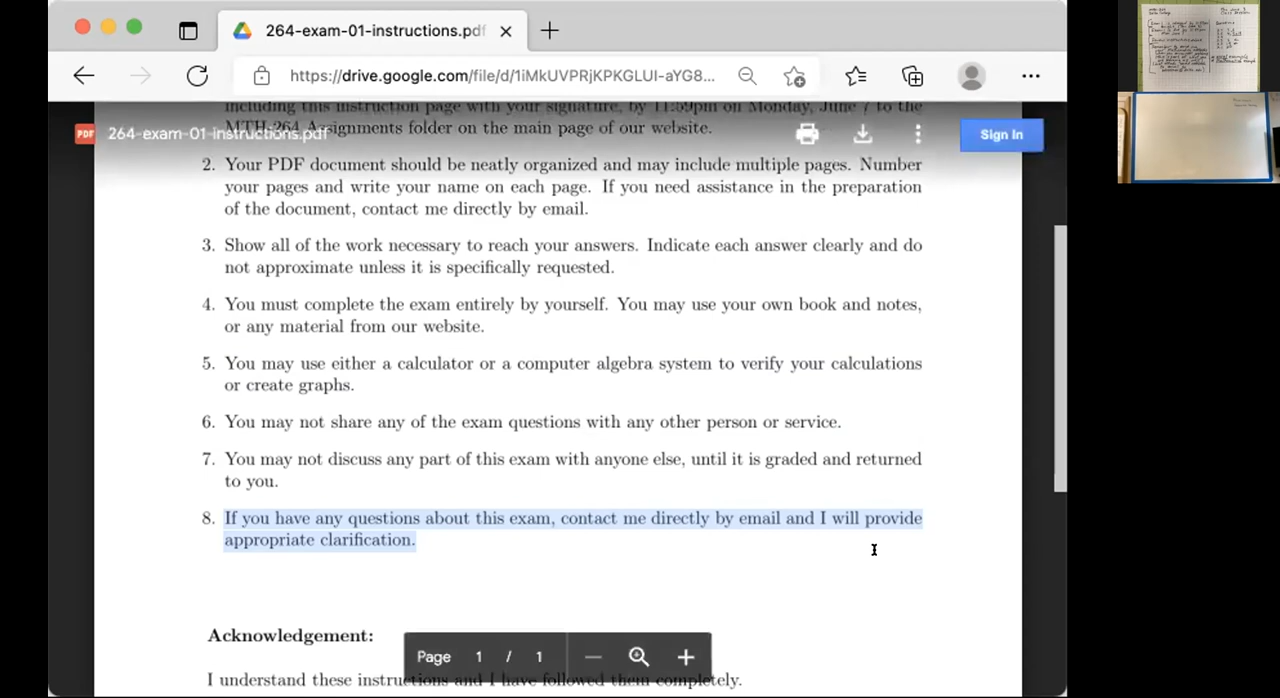 264-exam-01-instructions.pdf
https://drive.google.com/file/d/1iMkUVPRjKPKGLUI-aYG8...
including this instruction page with your signature, by 11:59pm on Monday, June 7 to the
PDF 264-exam-01-instructions.pdf
Sign In
MTH-264 Assignments folder on the main page of our website.
2. Your PDF document should be neatly organized and may include multiple pages. Number
your pages and write your name on each page. If you need assistance in the preparation
of the document, contact me directly by email.
3. Show all of the work necessary to reach your answers. Indicate each answer clearly and do
not approximate unless it is specifically requested.
4. You must complete the exam entirely by yourself. You may use your own book and notes,
or any material from our website.
5. You may use either a calculator or a computer algebra system to verify your calculations
or create graphs.
6. You may not share any of the exam questions with any other person or service.
7. You may not discuss any part of this exam with anyone else, until it is graded and returned
to you.
8. If you have any questions about this exam, contact me directly by email and I will provide
appropriate clarification.
Acknowledgement:
Page 1 / 1
I understand these instructions and I have followed them completely.